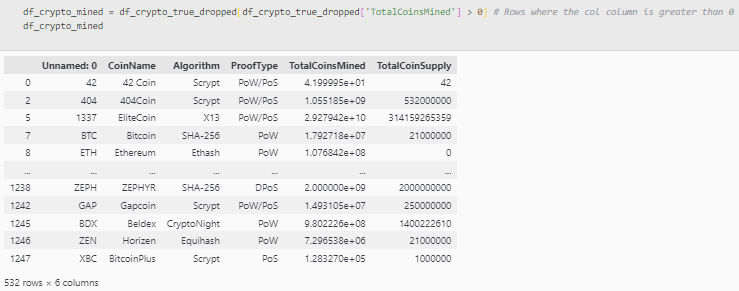 df_crypto_mined = df_crypto_true_dropped[df_crypto_true_dropped['TotalCoinsMined'] > 0] # Rows where the col column is greater than 0
df_crypto_mined
Unnamed: 0 CoinName Algorithm ProofType TotalCoinsMined TotalCoinSupply
0 42 42 Coin Scrypt PoW/PoS 4.199995e+01 42
2 404 404Coin Scrypt PoW/PoS 1.055185e+09 532000000
5 1337 EliteCoin X13 PoW/PoS 2.927942e+10 314159265359
7 BTC Bitcoin SHA-256 PoW 1.792718e+07 21000000
8 ETH Ethereum Ethash PoW 1.076842e+08 0
... ... ... ... ... ... ...
1238 ZEPH ZEPHYR SHA-256 DPoS 2.000000e+09 2000000000
1242 GAP Gapcoin Scrypt PoW/PoS 1.493105e+07 250000000
1245 BDX Beldex CryptoNight PoW 9.802226e+08 1400222610
1246 ZEN Horizen Equihash PoW 7.296538e+06 21000000
1247 XBC BitcoinPlus Scrypt PoS 1.283270e+05 1000000
532 rows × 6 columns